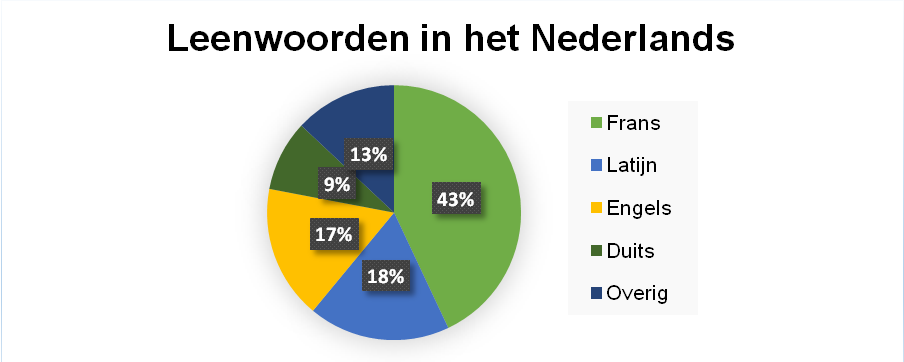 Leenwoorden in het Nederlands
13%
9%
43%
17%
18%
Frans
Latijn
Engels
Duits
Overig